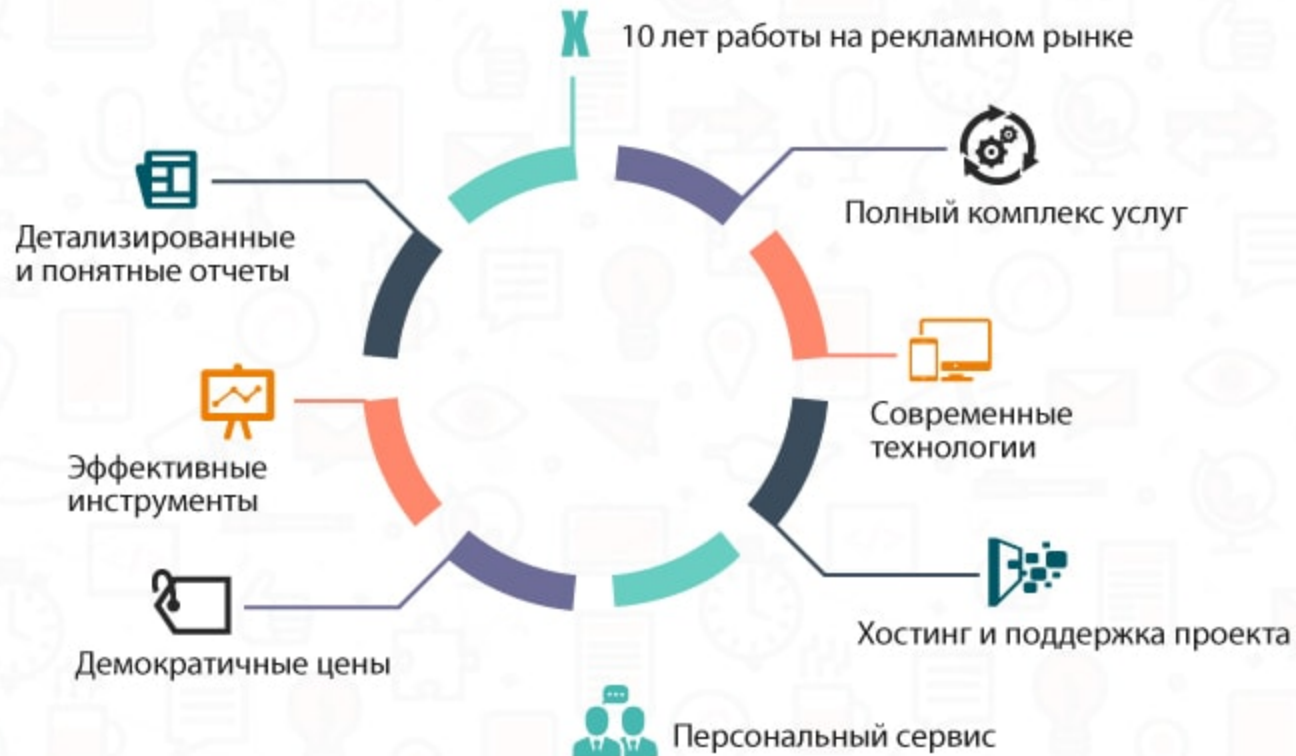 X
10 лет работы на рекламном рынке
Полный комплекс услуг
Детализированные
и понятные отчеты
Современные
технологии
Эффективные
инструменты
Хостинг и поддержка проекта
Демократичные цены
Персональный сервис